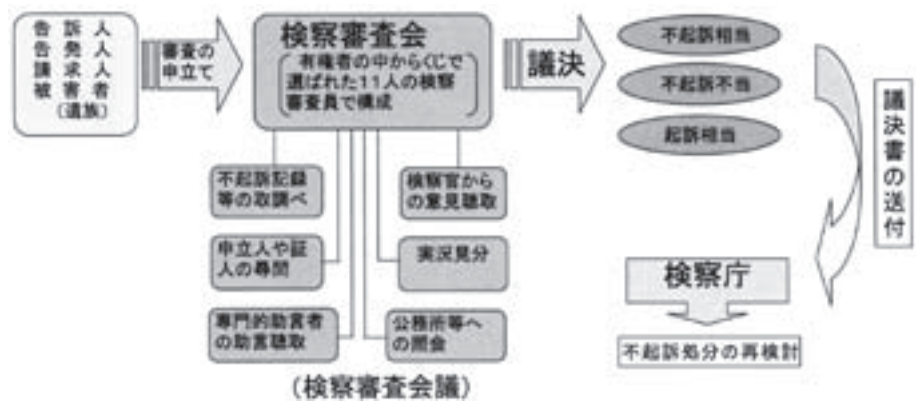 告訴人
告発人
請求人
被害者
(遺族)
審査の
申立て
検察審査会
有権者の中からくじで
選ばれた11人の検察
審査員で構成
不起訴記録
等の取調べ
申立人や証
人の尋問
専門的助言者
の助言聴取
検察官から
の意見聴取
実況見分
公務所等へ
の照会
(検察審査会議)
議決
不起訴相当
不起訴不当
起訴相当
議決書の送付
検察庁
不起訴処分の再検討